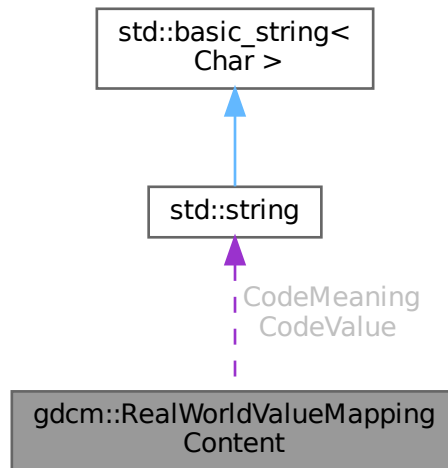 std::basic_string<
Char >
std::string
CodeMeaning
CodeValue
gdcm::RealWorldValueMapping
Content